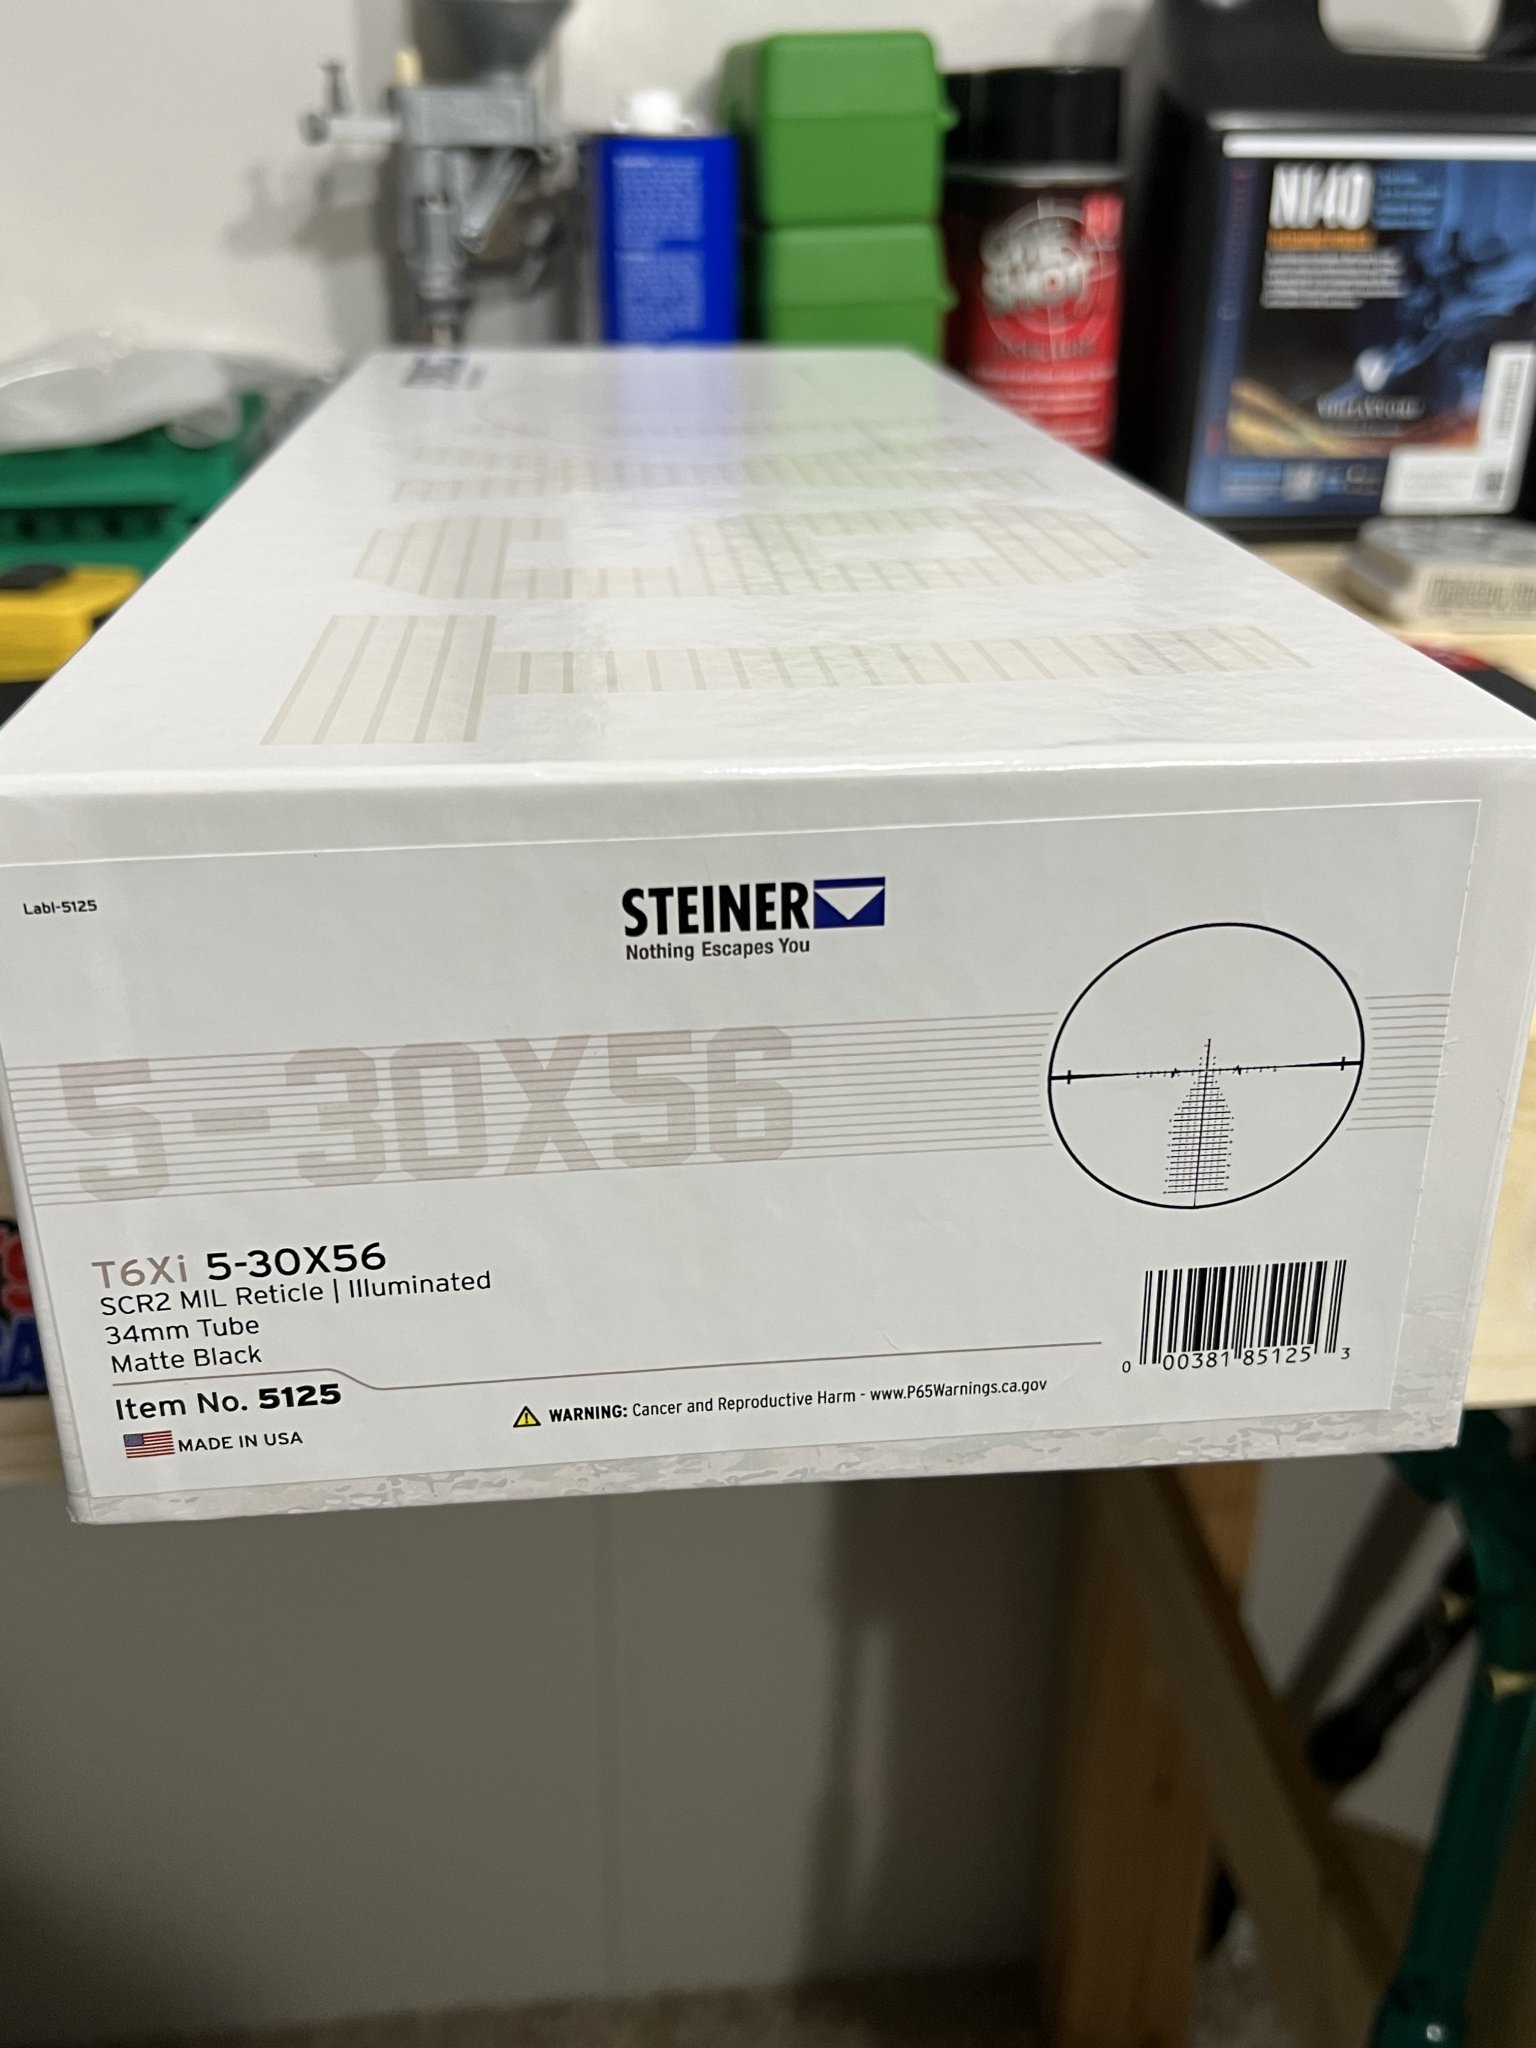 N140
ONE
SHOT
Labl-5125
STEINER
Nothing Escapes You
5-30X56
T6Xi 5-30X56
SCR2 MIL Reticle | Illuminated
34mm Tube
Matte Black
Item No. 5125
MADE IN USA
WARNING: Cancer and Reproductive Harm - www.P65Warnings.ca.gov
0 00381 85125 3